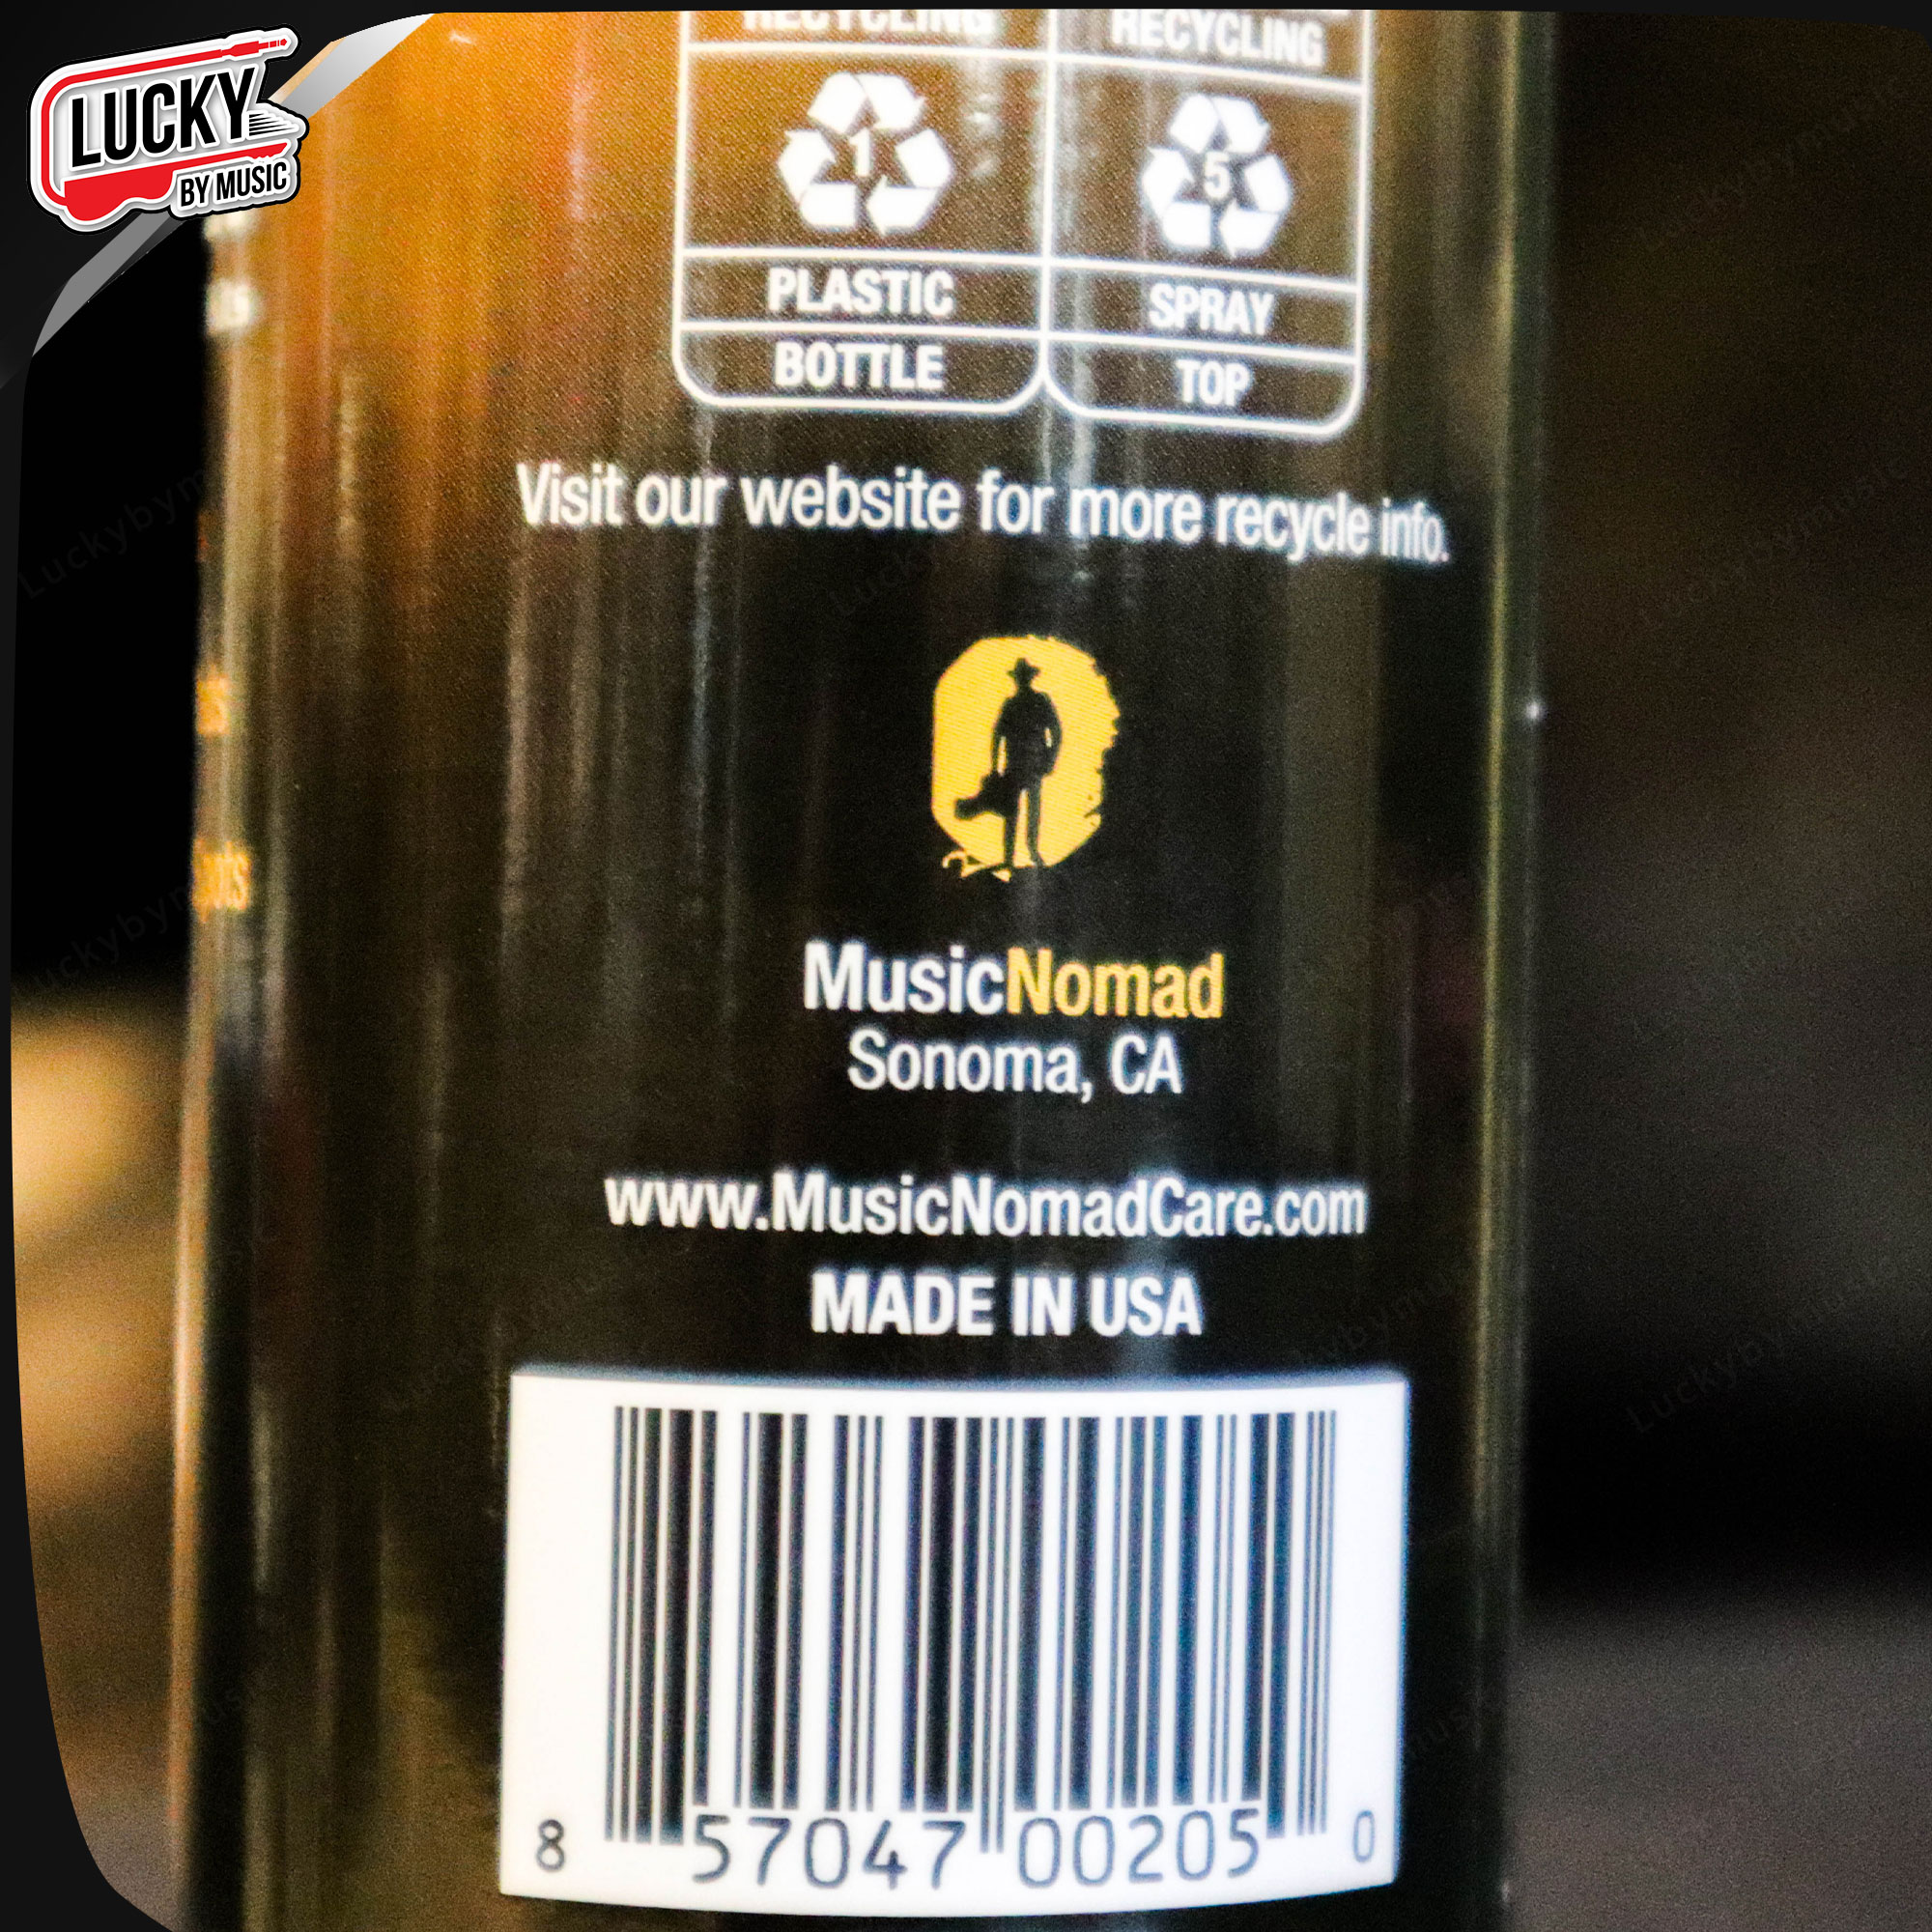 LUCKY
BY MUSIC
RECYCLING RECYCLING
1 5
PLASTIC SPRAY
BOTTLE TOP
Visit our website for more recycle info.
MusicNomad
Sonoma, CA
www.MusicNomadCare.com
MADE IN USA
8 57047 00205 0